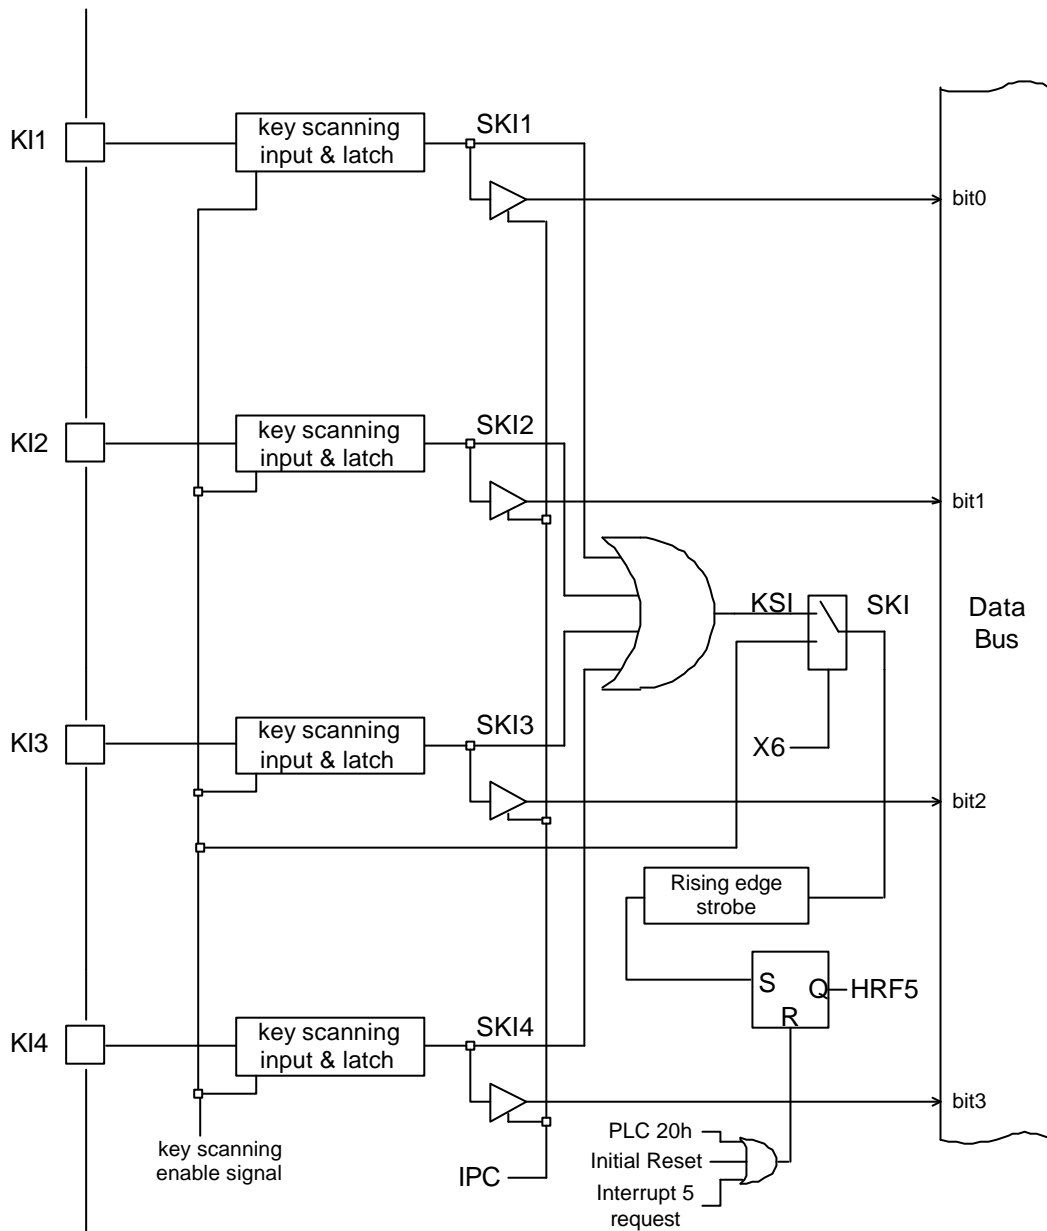 KI1
key scanning
input & latch
SKI1
bit0
KI2
key scanning
input & latch
SKI2
bit1
KSI
SKI
Data
Bus
KI3
key scanning
input & latch
SKI3
X6
bit2
Rising edge
strobe
S
Q
HRF5
R
KI4
key scanning
input & latch
SKI4
bit3
key scanning
enable signal
IPC
PLC 20h
Initial Reset
Interrupt 5
request